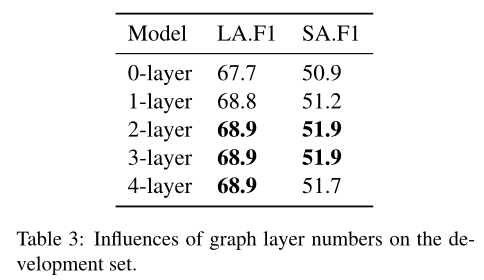 Model LA.F1 SA.F1
0-layer 67.7 50.9
1-layer 68.8 51.2
2-layer 68.9 51.9
3-layer 68.9 51.9
4-layer 68.9 51.7
Table 3: Influences of graph layer numbers on the de-
velopment set.